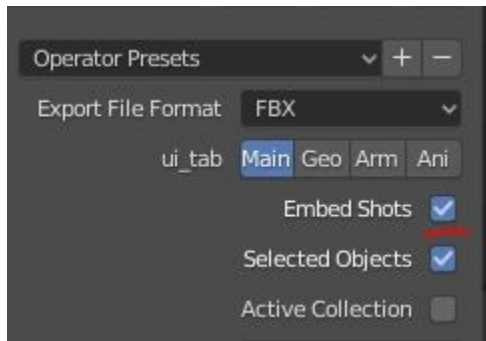 Operator Presets + −
Export File Format FBX
ui_tab Main Geo Arm Ani
Embed Shots
Selected Objects
Active Collection